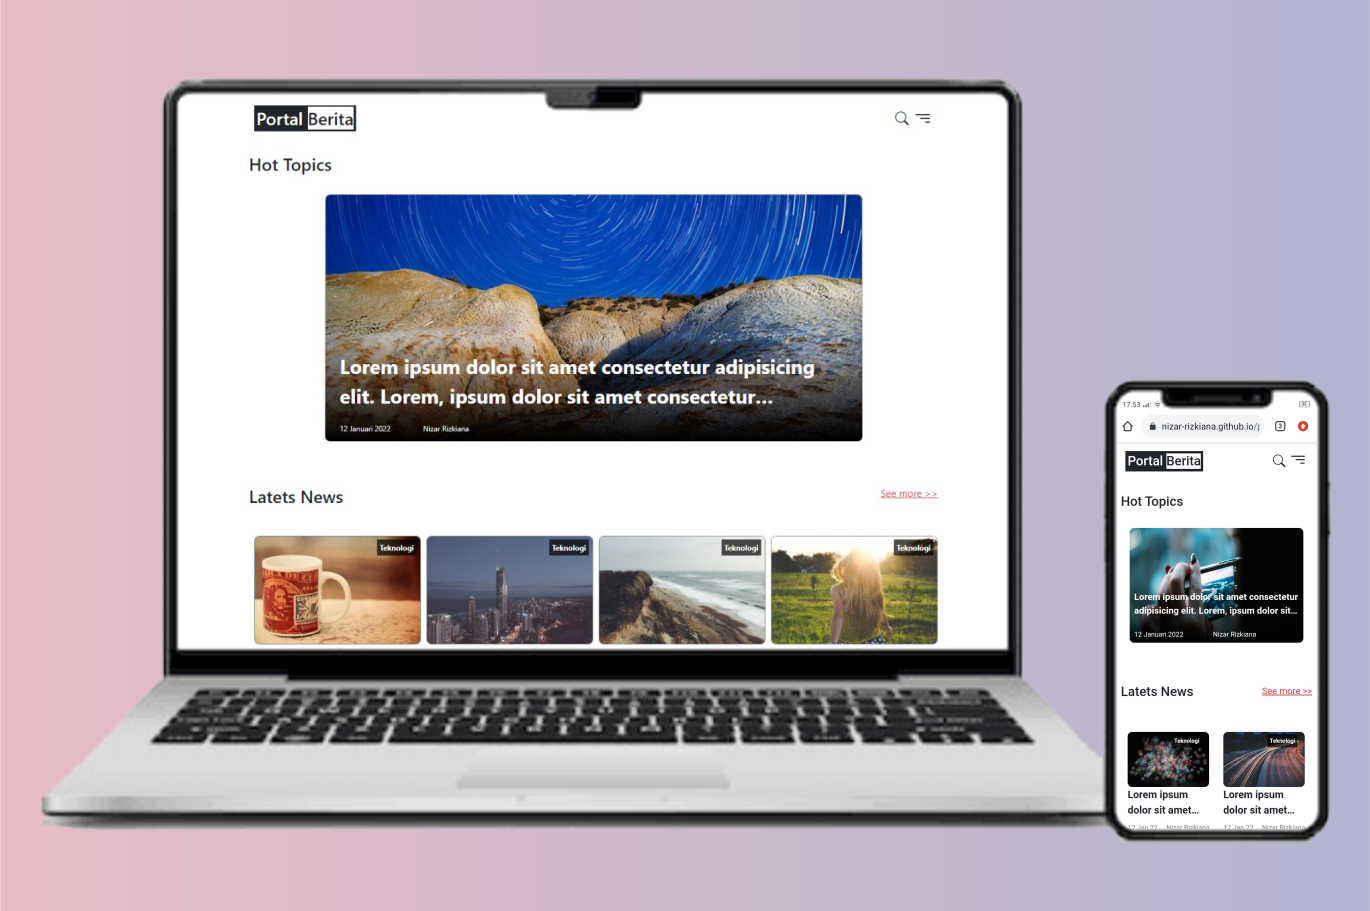 Portal Berita
Hot Topics
Lorem ipsum dolor sit amet consectetur adipisicing
elit. Lorem, ipsum dolor sit amet consectetur...
12 Januari 2022 Nizar Rizkiana
Latets News
See more >>
Teknologi
Teknologi
Teknologi
Teknologi
17.53
nizar-rizkiana.github.io/p
3
Portal Berita
Hot Topics
Lorem ipsum dolor sit amet consectetur
adipisicing elit. Lorem, ipsum dolor sit...
12 Januari 2022 Nizar Rizkiana
Latets News
See more >>
Teknologi
Teknologi
Lorem ipsum
dolor sit amet...
12 Jan 22 Nizar Rizkiana
Lorem ipsum
dolor sit amet...
12 Jan 22 Nizar Rizkiana